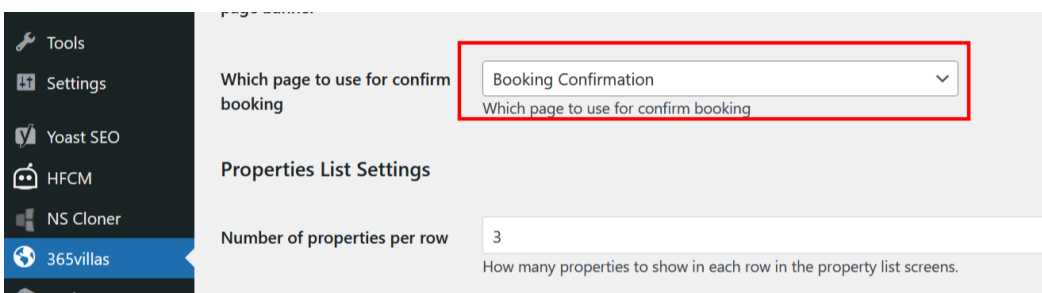 Tools
Settings
Yoast SEO
HFCM
NS Cloner
365villas
Which page to use for confirm
booking
Booking Confirmation
Which page to use for confirm booking
Properties List Settings
Number of properties per row
3
How many properties to show in each row in the property list screens.